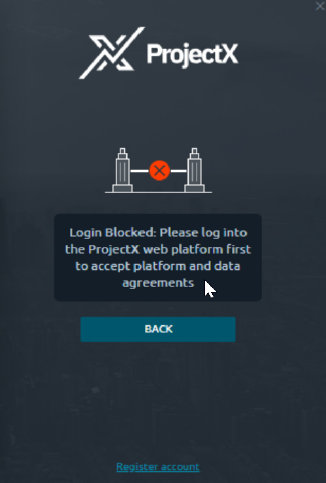 ProjectX
Login Blocked: Please log into
the ProjectX web platform first
to accept platform and data
agreements
BACK
Register account